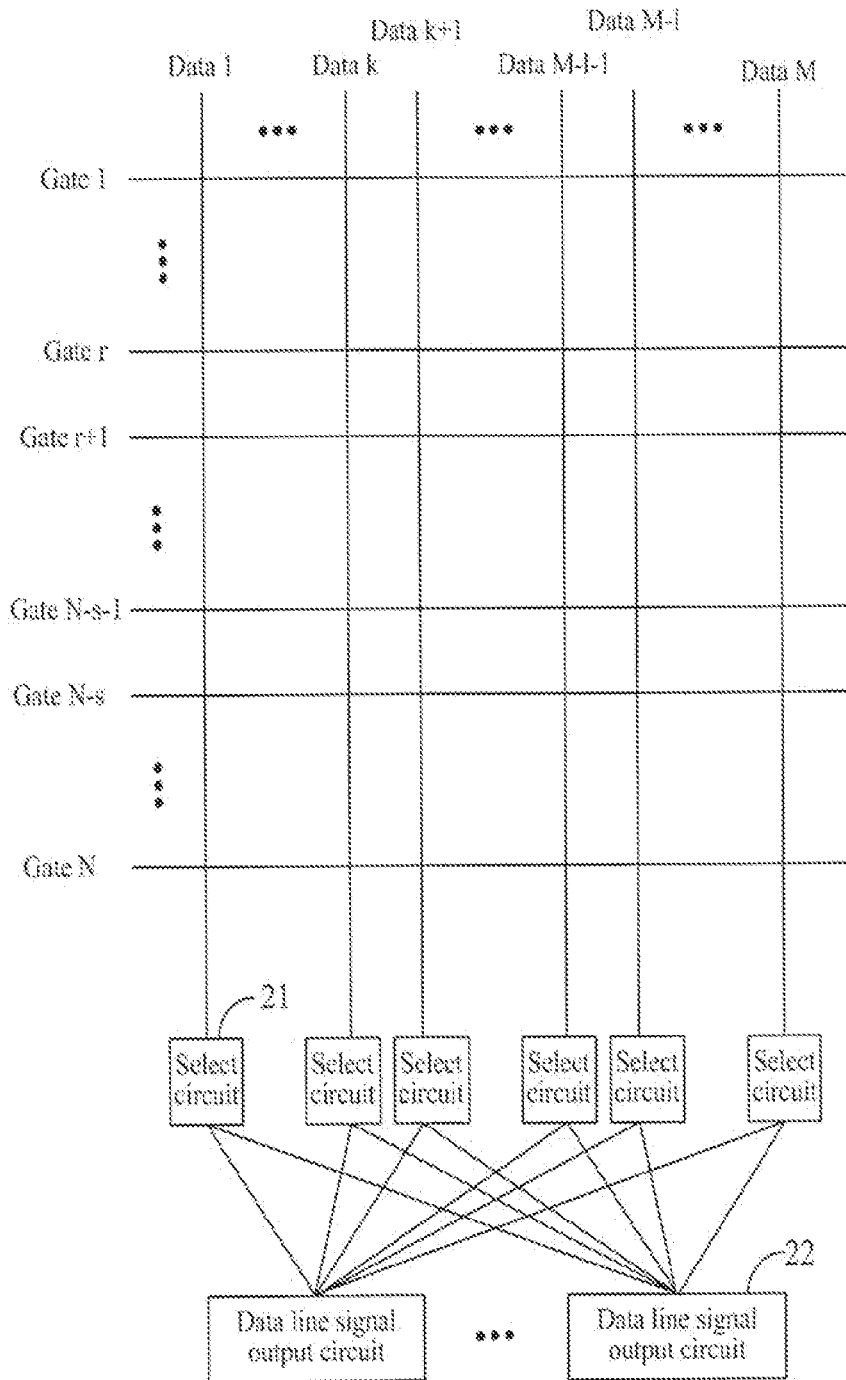 Data k+1
Data M-l
Data 1
Data k
Data M-l-1
Data M
Gate 1
Gate r
Gate r+1
Gate N-s-1
Gate N-s
Gate N
21
Select
circuit
Select
circuit
Select
circuit
Select
circuit
Select
circuit
Select
circuit
22
Data line signal
output circuit
Data line signal
output circuit